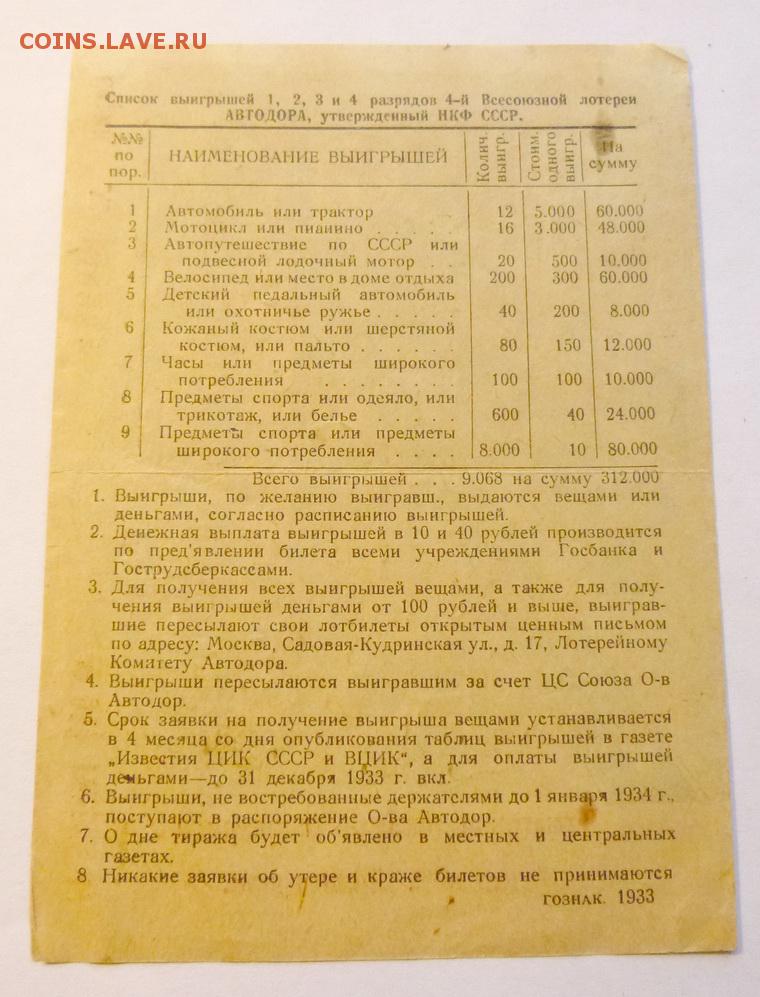 COINS.LAVE.RU
Список выигрышей 1, 2, 3 и 4 разрядов 4-й Всесоюзной лотереи
АВТОДОРА, утвержденный НКФ СССР.
№№ по пор. НАИМЕНОВАНИЕ ВЫИГРЫШЕЙ Колич. выигр. Стоим. одного выигр. На сумму
1 Автомобиль или трактор . 12 5.000 60.000
2 Мотоцикл или пианино . . . . . 16 3.000 48.000
3 Автопутешествие по СССР или
подвесной лодочный мотор . . 20 500 10.000
4 Велосипед или место в доме отдыха 200 300 60.000
5 Детский педальный автомобиль
или охотничье ружье . . . . . 40 200 8.000
6 Кожаный костюм или шерстяной
костюм, или пальто . . . . . . 80 150 12.000
7 Часы или предметы широкого
потребления . . . . . . . . 100 100 10.000
8 Предметы спорта или одеяло, или
трикотаж, или белье . . . . . 600 40 24.000
9 Предметы спорта или предметы
широкого потребления . . . . 8.000 10 80.000
Всего выигрышей . . . 9.068 на сумму 312.000
1. Выигрыши, по желанию выигравш., выдаются вещами или
деньгами, согласно расписанию выигрышей.
2. Денежная выплата выигрышей в 10 и 40 рублей производится
по пред'явлении билета всеми учреждениями Госбанка и
Гострудсберкассами.
3. Для получения всех выигрышей вещами, а также для полу-
чения выигрышей деньгами от 100 рублей и выше, выиграв-
шие пересылают свои лотбилеты открытым ценным письмом
по адресу: Москва, Садовая-Кудринская ул., д. 17, Лотерейному
Комитету Автодора.
4. Выигрыши пересылаются выигравшим за счет ЦС Союза О-в
Автодор.
5. Срок заявки на получение выигрыша вещами устанавливается
в 4 месяца со дня опубликования таблиц выигрышей в газете
„Известия ЦИК СССР и ВЦИК“, а для оплаты выигрышей
деньгами—до 31 декабря 1933 г. вкл.
6. Выигрыши, не востребованные держателями до 1 января 1934 г.,
поступают в распоряжение О-ва Автодор.
7. О дне тиража будет об'явлено в местных и центральных
газетах.
8 Никакие заявки об утере и краже билетов не принимаются
ГОЗНАК. 1933